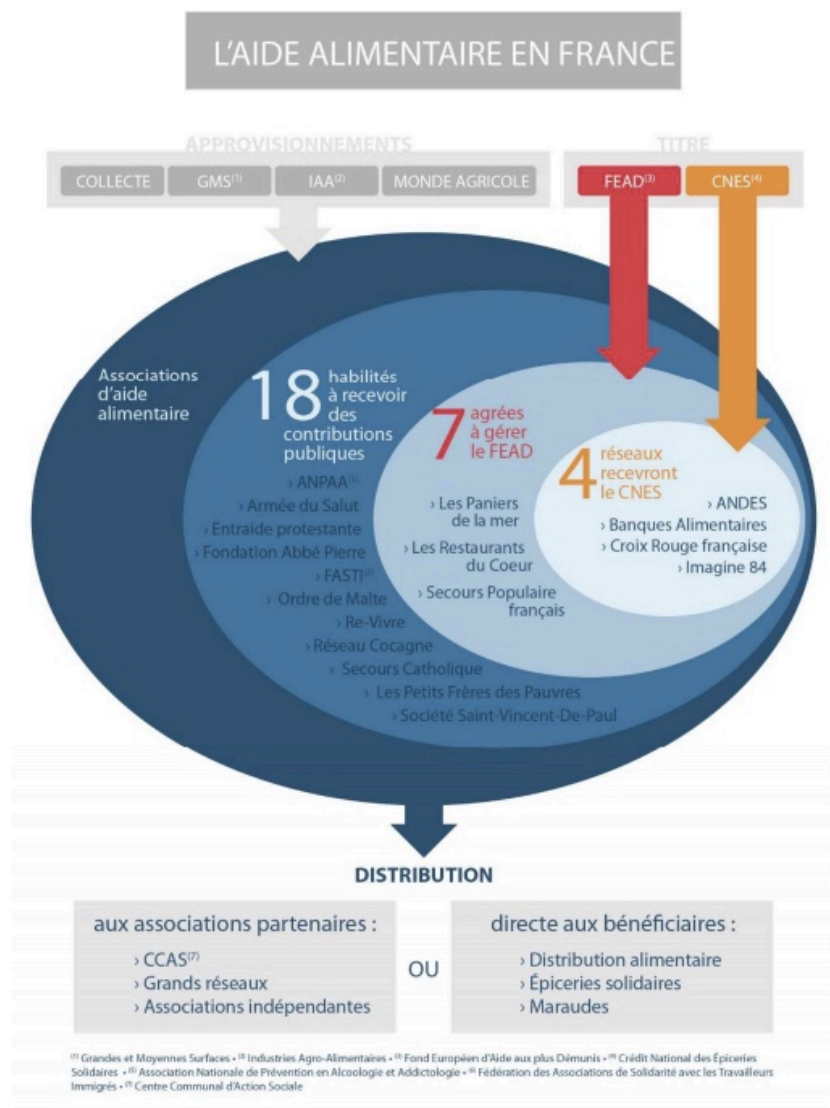 L'AIDE ALIMENTAIRE EN FRANCE
APPROVISIONNEMENTS
TITRE
COLLECTE
GMS⁽¹⁾
IAA⁽²⁾
MONDE AGRICOLE
FEAD⁽³⁾
CNES⁽⁴⁾
Associations
d'aide
alimentaire
18 habilités
à recevoir
des
contributions
publiques
› ANPAA⁽⁵⁾
› Armée du Salut
› Entraide protestante
› Fondation Abbé Pierre
› FASTI⁽⁶⁾
› Ordre de Malte
› Re-Vivre
› Réseau Cocagne
› Secours Catholique
› Les Petits Frères des Pauvres
› Société Saint-Vincent-De-Paul
7 agrées
à gérer
le FEAD
› Les Paniers
de la mer
› Les Restaurants
du Coeur
› Secours Populaire
français
4 réseaux
recevront
le CNES
› ANDES
› Banques Alimentaires
› Croix Rouge française
› Imagine 84
DISTRIBUTION
aux associations partenaires :
› CCAS⁽⁷⁾
› Grands réseaux
› Associations indépendantes
OU
directe aux bénéficiaires :
› Distribution alimentaire
› Épiceries solidaires
› Maraudes
⁽¹⁾ Grandes et Moyennes Surfaces • ⁽²⁾ Industries Agro-Alimentaires • ⁽³⁾ Fond Européen d'Aide aux plus Démunis • ⁽⁴⁾ Crédit National des Épiceries
Solidaires • ⁽⁵⁾ Association Nationale de Prévention en Alcoologie et Addictologie • ⁽⁶⁾ Fédération des Associations de Solidarité avec les Travailleurs
Immigrés • ⁽⁷⁾ Centre Communal d'Action Sociale